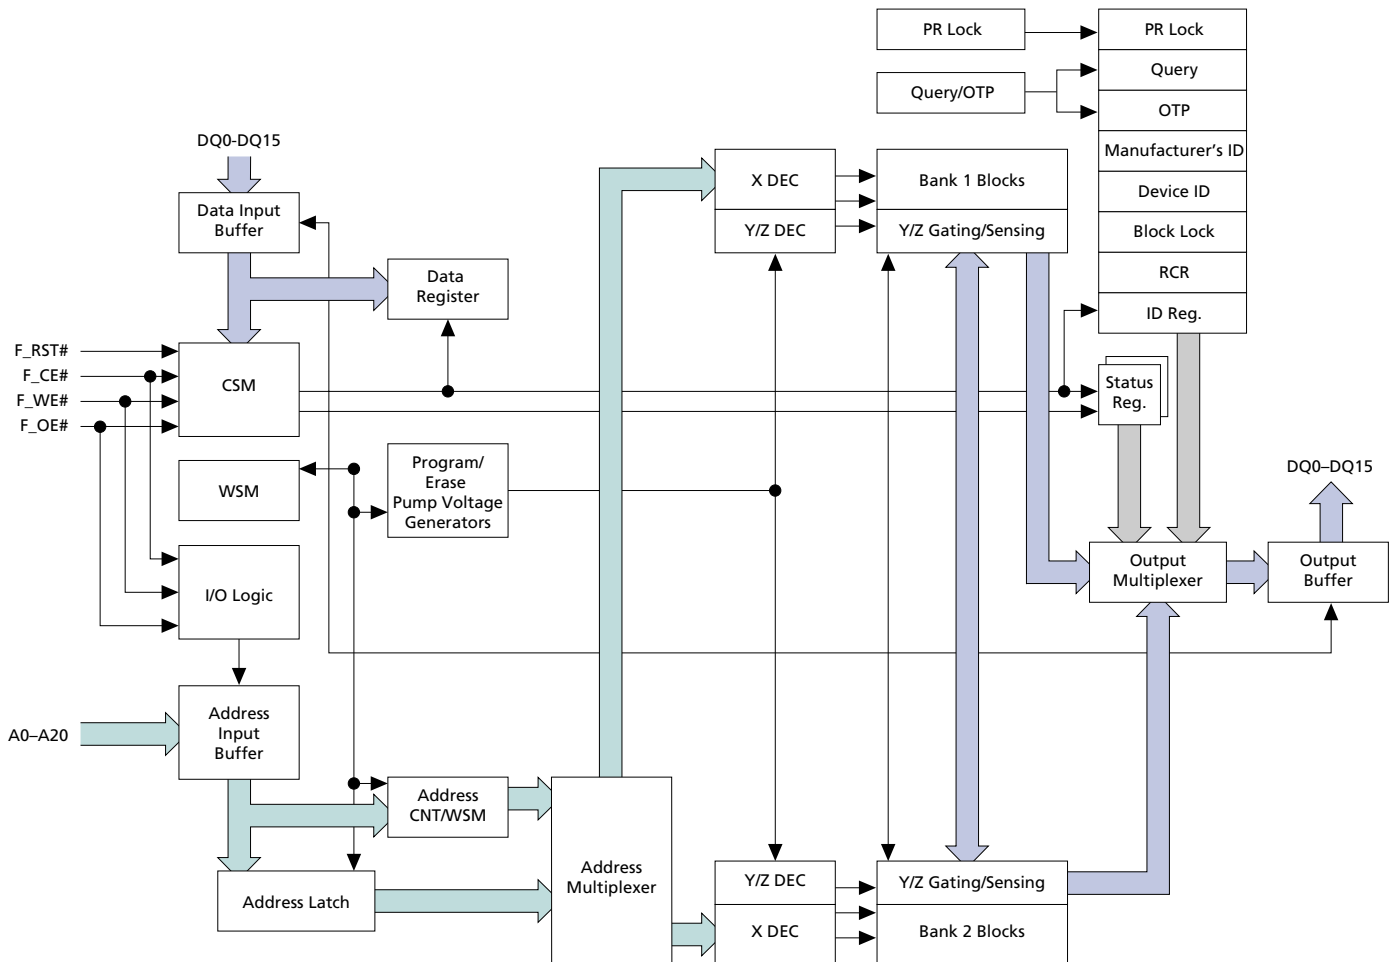 PR Lock
PR Lock
Query/OTP
Query
OTP
Manufacturer's ID
Device ID
Block Lock
RCR
ID Reg.
DQ0-DQ15
Data Input
Buffer
Data
Register
X DEC
Y/Z DEC
Bank 1 Blocks
Y/Z Gating/Sensing
F_RST#
F_CE#
F_WE#
F_OE#
CSM
Status
Reg.
WSM
Program/
Erase
Pump Voltage
Generators
DQ0–DQ15
I/O Logic
Output
Multiplexer
Output
Buffer
A0–A20
Address
Input
Buffer
Address
CNT/WSM
Address Latch
Address
Multiplexer
Y/Z DEC
X DEC
Y/Z Gating/Sensing
Bank 2 Blocks